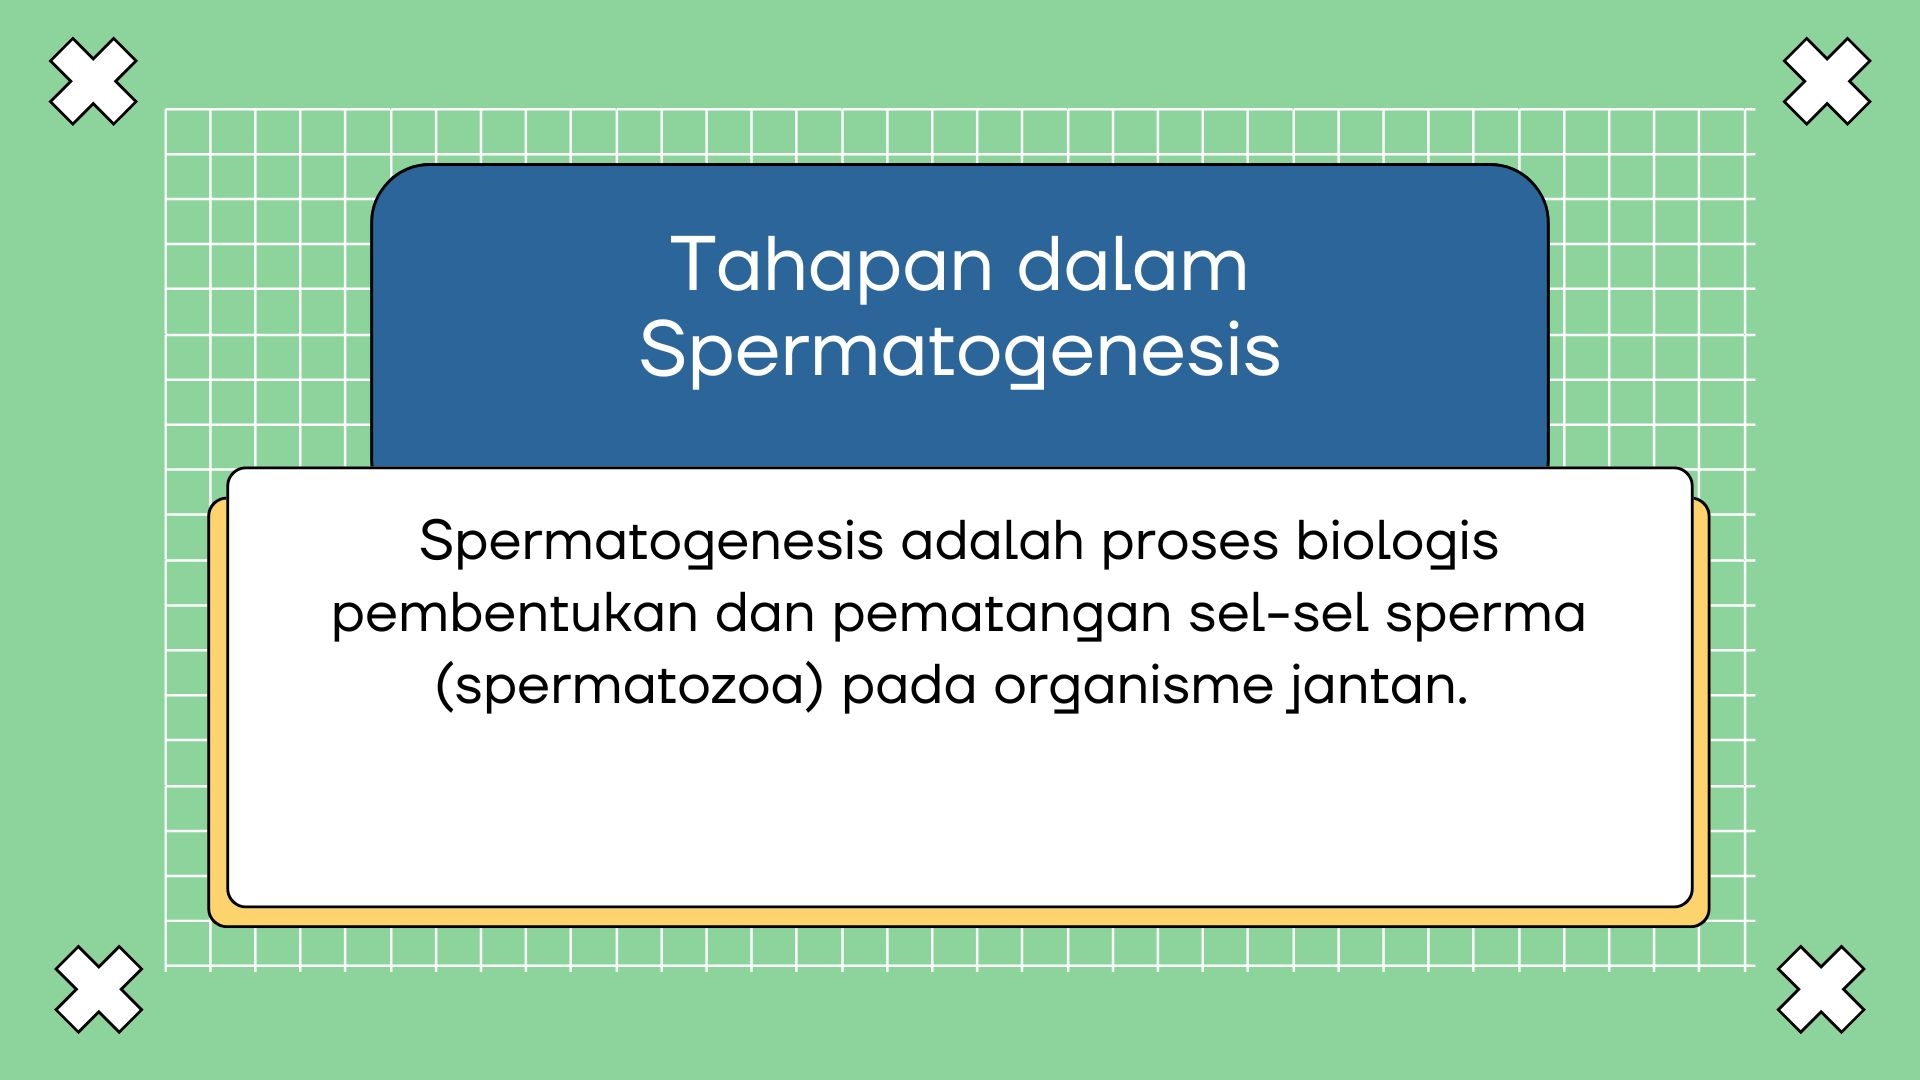 Tahapan dalam
Spermatogenesis
Spermatogenesis adalah proses biologis
pembentukan dan pematangan sel-sel sperma
(spermatozoa) pada organisme jantan.